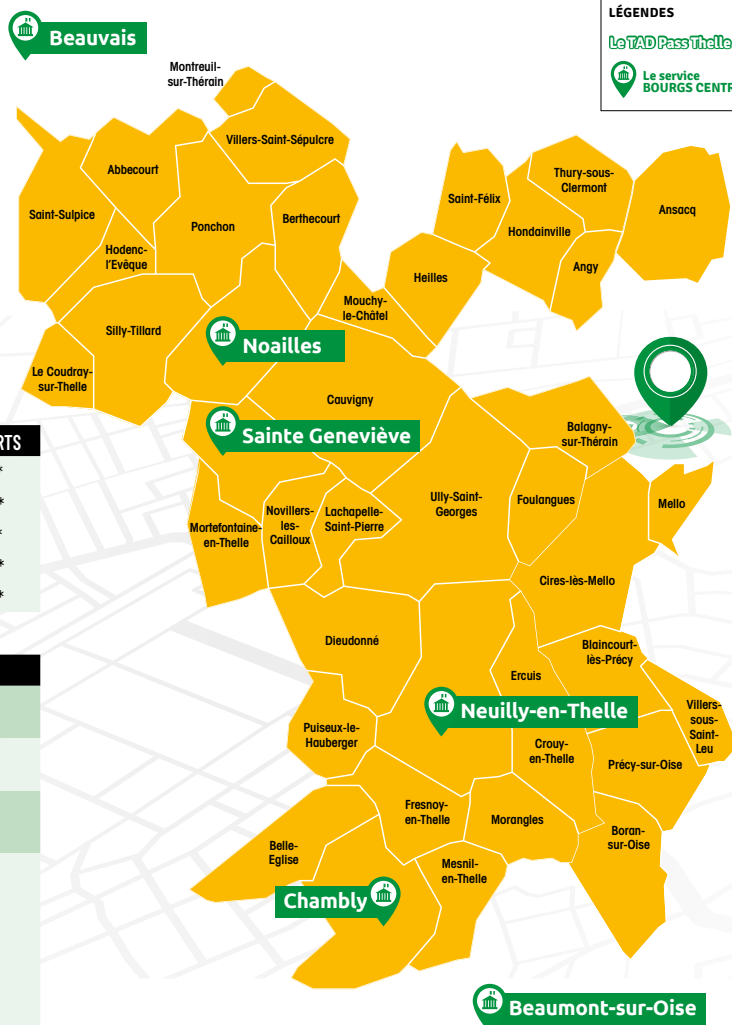 LÉGENDES
Le TAD Pass Thelle
Le service
BOURGS CENTR
Beauvais
Montreuil-
sur-Thérain
Villers-Saint-Sépulcre
Abbecourt
Saint-Sulpice
Ponchon
Berthecourt
Hodenc-
l'Evêque
Thury-sous-
Clermont
Saint-Félix
Ansacq
Hondainville
Angy
Heilles
Mouchy-
le-Châtel
Silly-Tillard
Noailles
Le Coudray-
sur-Thelle
Cauvigny
Sainte Geneviève
Balagny-
sur-Thérain
RTS
*
*
*
*
*
Ully-Saint-
Georges
Foulangues
Mello
Mortefontaine-
en-Thelle
Novillers-
les-
Cailloux
Lachapelle-
Saint-Pierre
Cires-lès-Mello
Dieudonné
Blaincourt-
lès-Précy
Ercuis
Neuilly-en-Thelle
Villers-
sous-
Saint-
Leu
Puiseux-le-
Hauberger
Crouy-
en-Thelle
Précy-sur-Oise
Fresnoy-
en-Thelle
Morangles
Boran-
sur-Oise
Belle-
Eglise
Mesnil-
en-Thelle
Chambly
Beaumont-sur-Oise